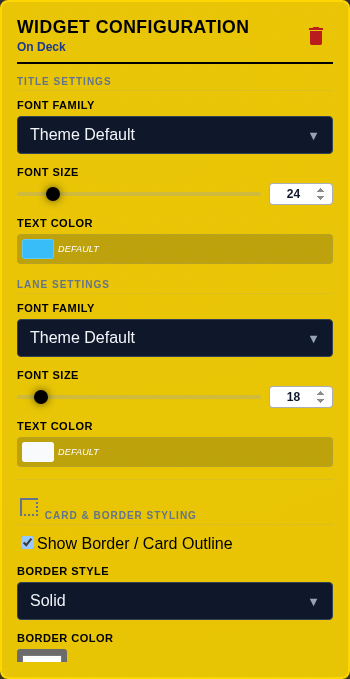 WIDGET CONFIGURATION
On Deck
TITLE SETTINGS
FONT FAMILY
Theme Default
FONT SIZE
24
TEXT COLOR
DEFAULT
LANE SETTINGS
FONT FAMILY
Theme Default
FONT SIZE
18
TEXT COLOR
DEFAULT
CARD & BORDER STYLING
Show Border / Card Outline
BORDER STYLE
Solid
BORDER COLOR